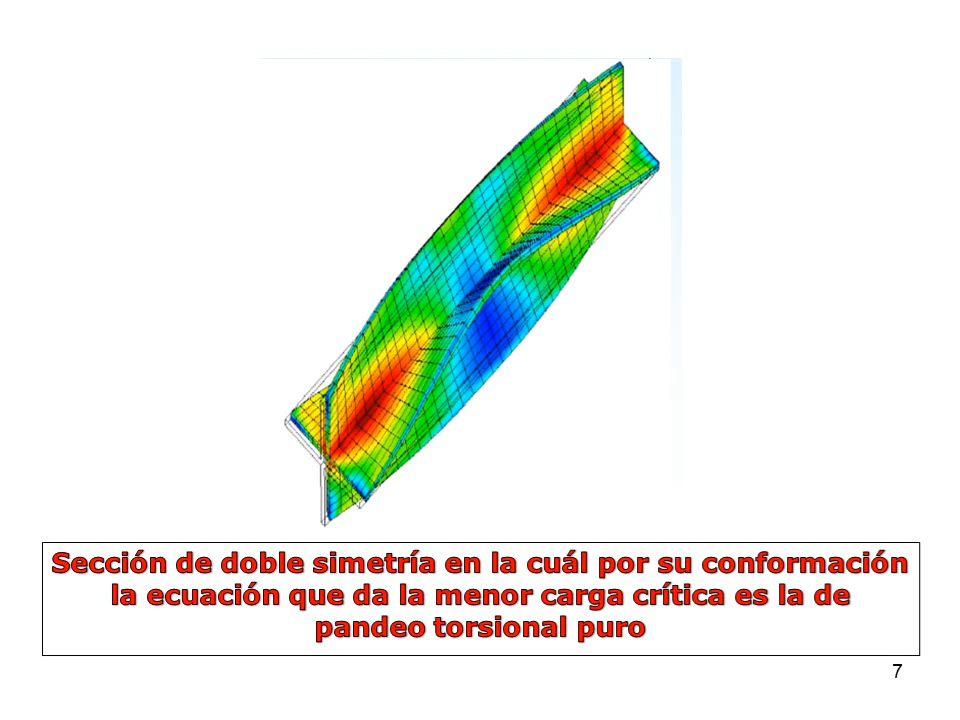 Sección de doble simetría en la cuál por su conformación
la ecuación que da la menor carga crítica es la de
pandeo torsional puro
7